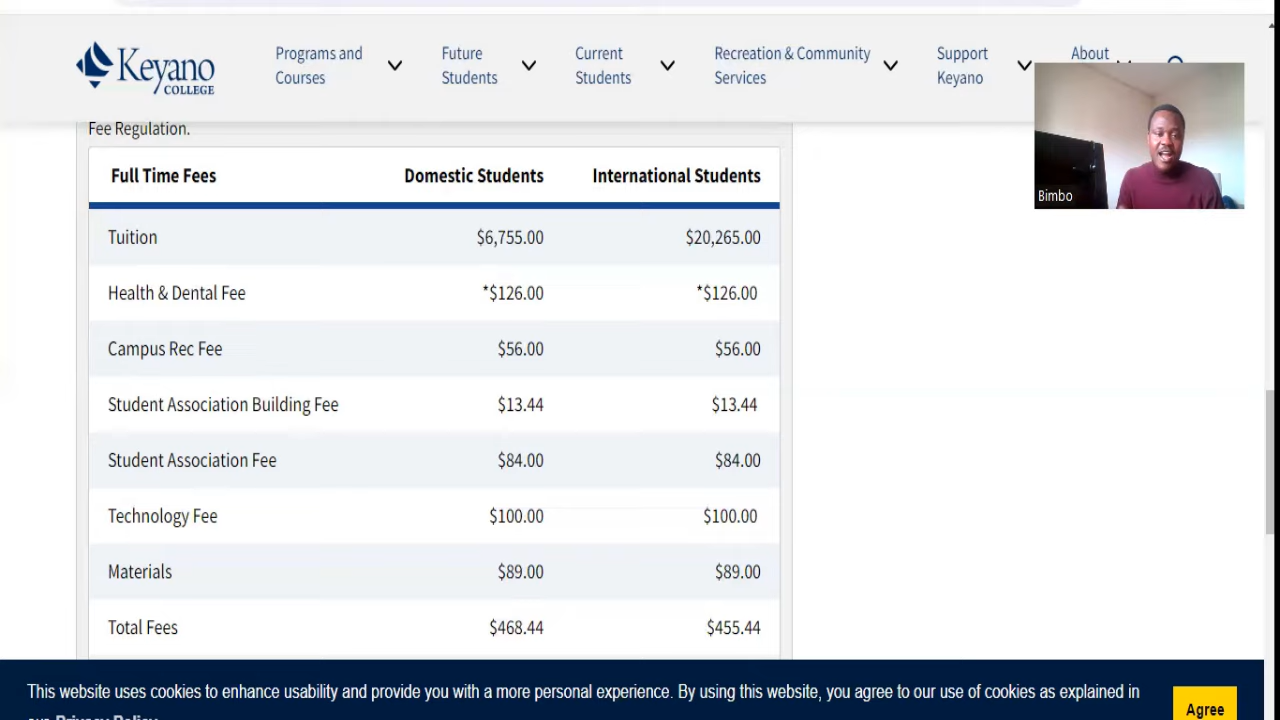 Keyano
COLLEGE
Programs and
Courses
Future
Students
Current
Students
Recreation & Community
Services
Support
Keyano
About
Bimbo
Fee Regulation.
Full Time Fees Domestic Students International Students
Tuition $6,755.00 $20,265.00
Health & Dental Fee *$126.00 *$126.00
Campus Rec Fee $56.00 $56.00
Student Association Building Fee $13.44 $13.44
Student Association Fee $84.00 $84.00
Technology Fee $100.00 $100.00
Materials $89.00 $89.00
Total Fees $468.44 $455.44
This website uses cookies to enhance usability and provide you with a more personal experience. By using this website, you agree to our use of cookies as explained in
our Privacy Policy
Agree